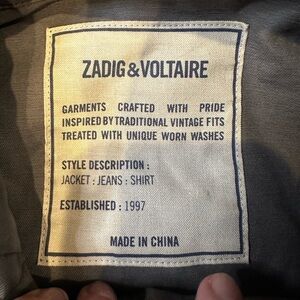 ZADIG&VOLTAIRE
GARMENTS CRAFTED WITH PRIDE
INSPIRED BY TRADITIONAL VINTAGE FITS
TREATED WITH UNIQUE WORN WASHES
STYLE DESCRIPTION :
JACKET : JEANS : SHIRT
ESTABLISHED : 1997
MADE IN CHINA